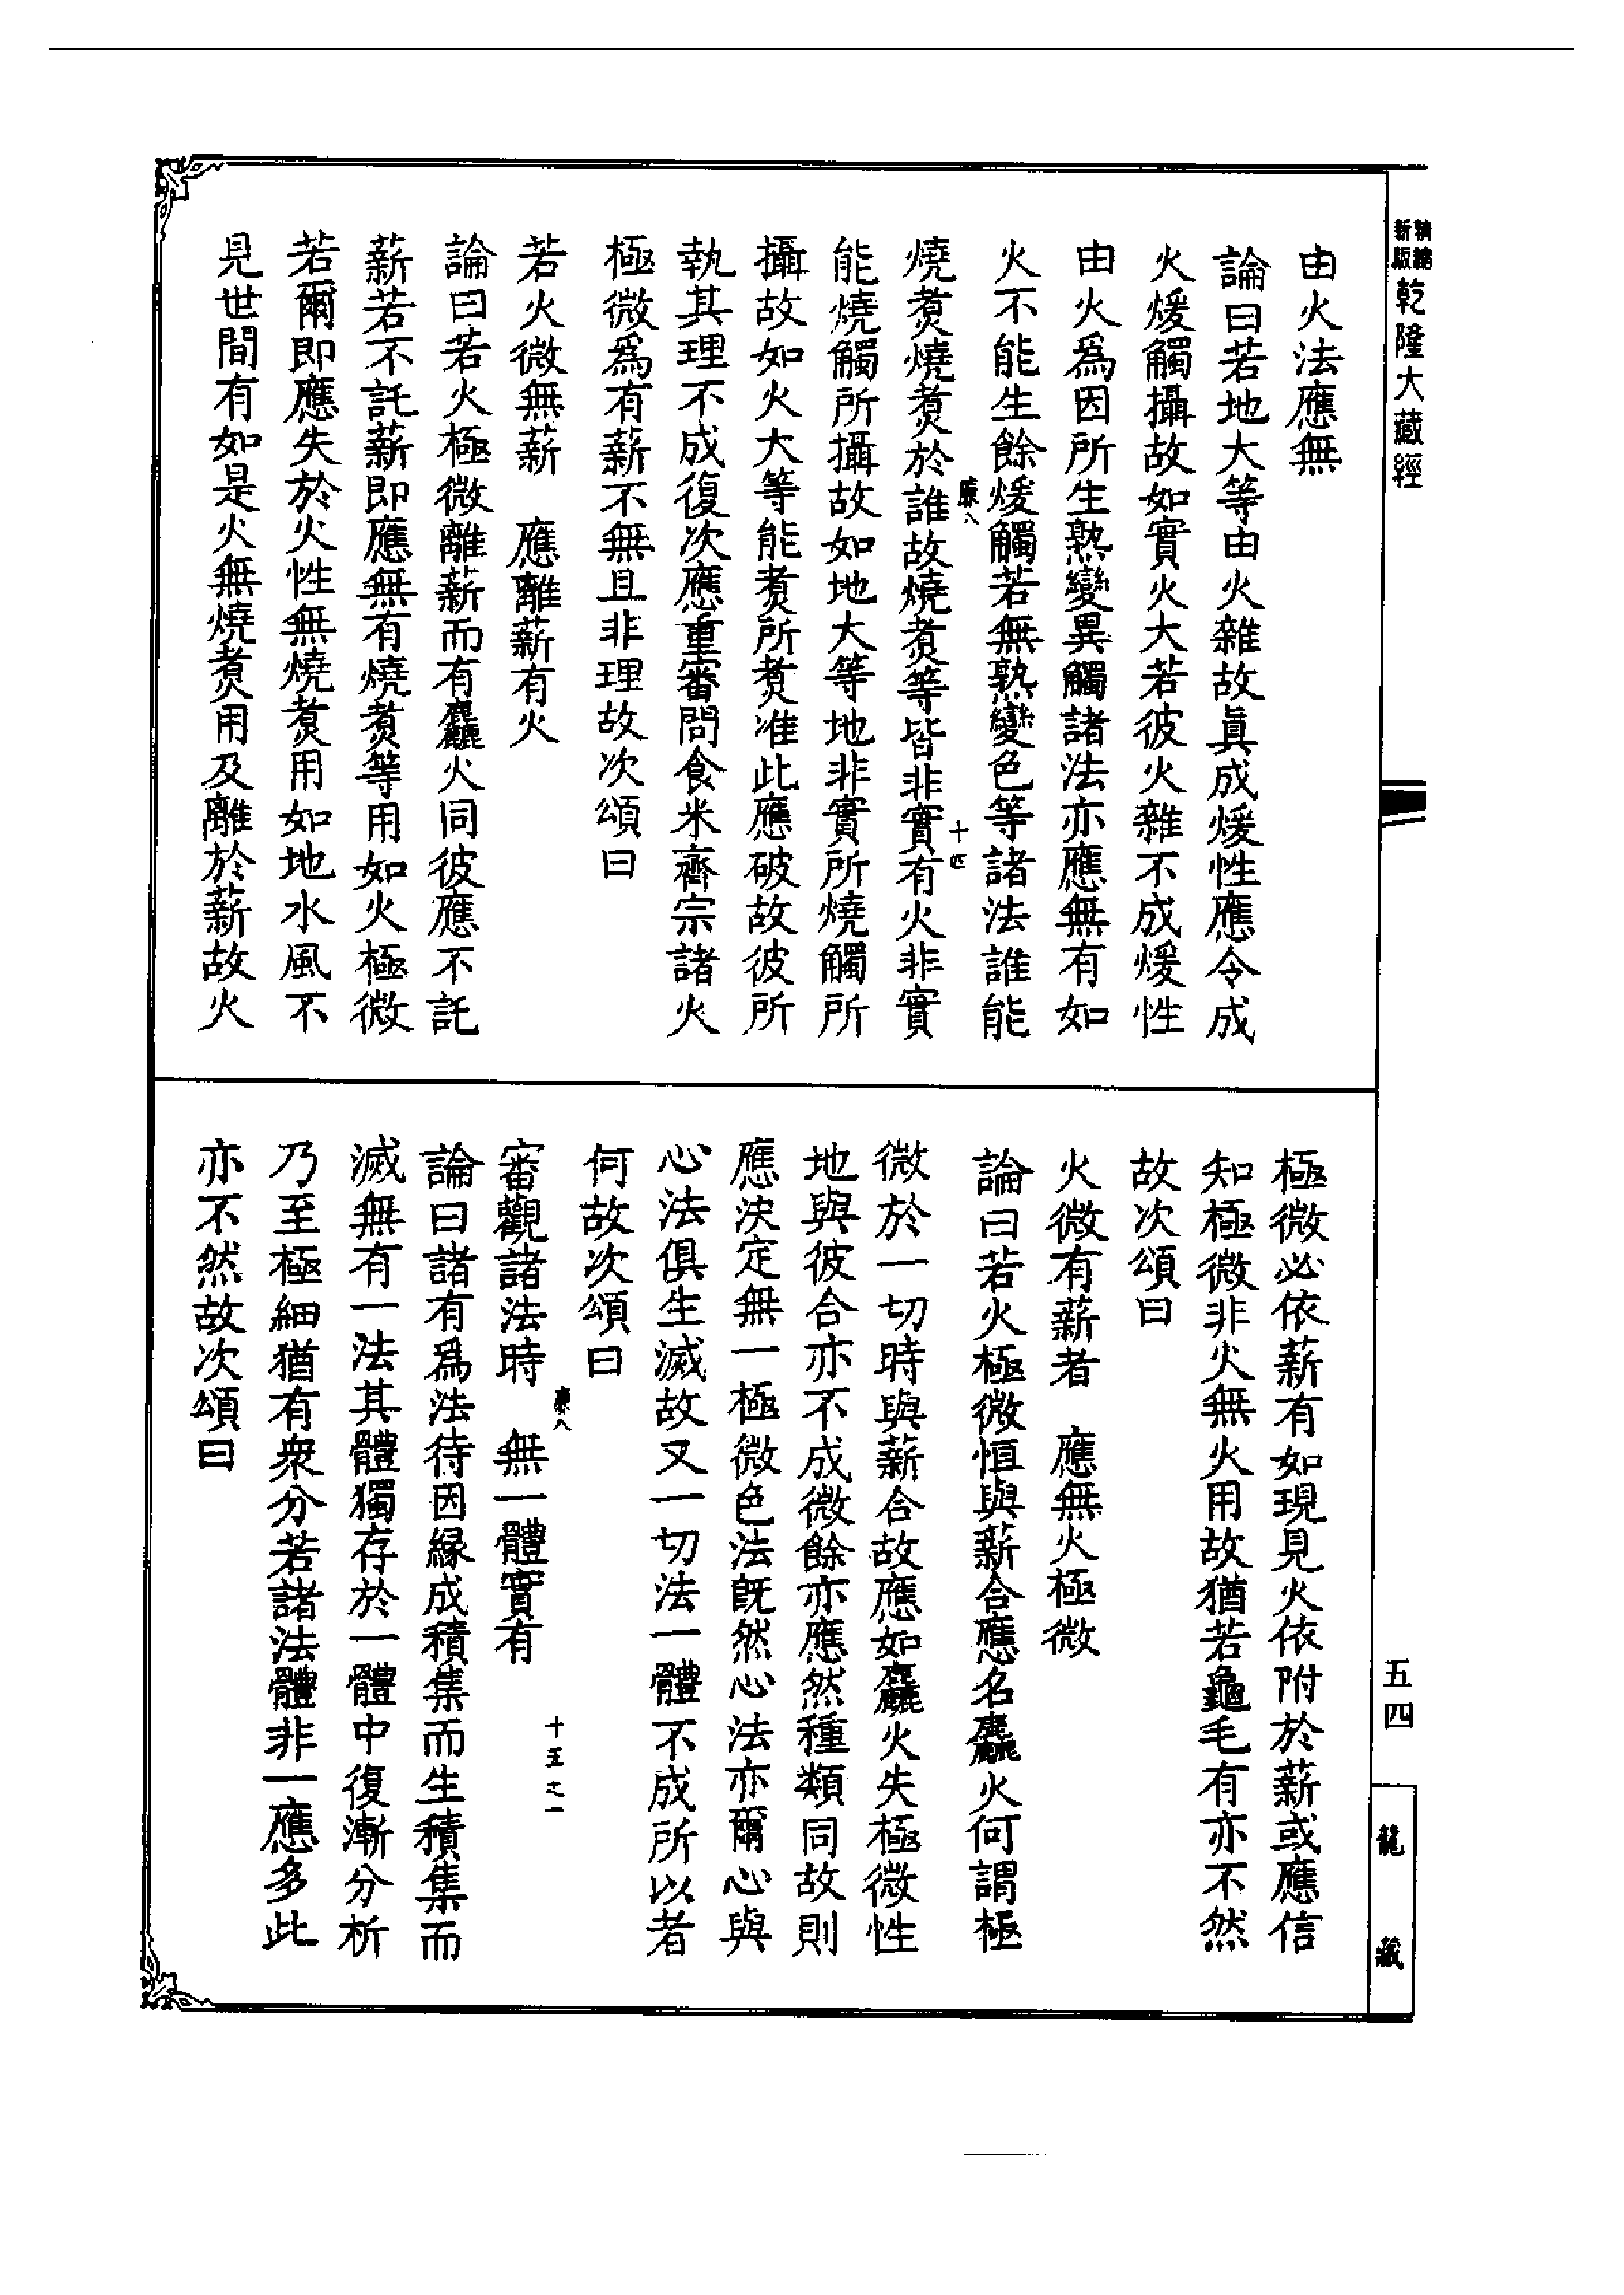 精縮
新版
乾隆大藏經
由火法應無
論曰若地大等由火雜故真成煖性應令成
火煖觸攝故如實火大若彼火雜不成煖性
由火為因所生熟變異觸諸法亦應無有如
火不能生餘煖觸若無熟變色等諸法誰能
燒煑燒煑於誰故燒煑等皆非實有火非實
能燒觸所攝故如地大等地非實所燒觸所
攝故如火大等能煑所煑准此應破故彼所
執其理不成復次應重審問食米齊宗諸火
極微為有薪不無且非理故次頌曰
若火微無薪　應離薪有火
論曰若火極微離薪而有麤火同彼應不託
薪若不託薪即應無有燒煑等用如火極微
若爾即應失於火性無燒煑用如地水風不
見世間有如是火無燒煑用及離於薪故火
十四
極微必依薪有如現見火依附於薪或應信
知極微非火無火用故猶若龜毛有亦不然
故次頌曰
火微有薪者　應無火極微
論曰若火極微恒與薪合應名麤火何謂極
微於一切時與薪合故應如麤火失極微性
地與彼合亦不成微餘亦應然種類同故則
應決定無一極微色法既然心法亦爾心與
心法俱生滅故又一切法一體不成所以者
何故次頌曰
審觀諸法時　無一體實有
論曰諸有為法待因緣成積集而生積集而
滅無有一法其體獨存於一體中復漸分析
乃至極細猶有衆分若諸法體非一應多此
亦不然故次頌曰
十五之一
五四
龍藏